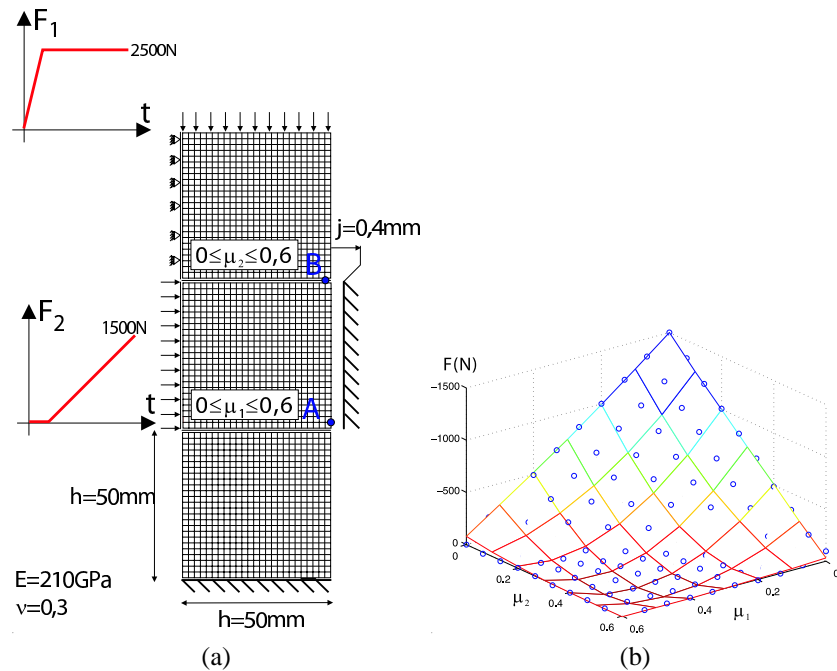 F₁
2500N
t
j=0,4mm
0≤μ₂≤0,6
B
F₂
1500N
t
0≤μ₁≤0,6
A
h=50mm
E=210GPa
ν=0,3
h=50mm
(a)
F(N)
−1500
−1000
−500
0
0
0.2
0.4
0.6
μ₂
0.6
0.4
0.2
0
μ₁
(b)